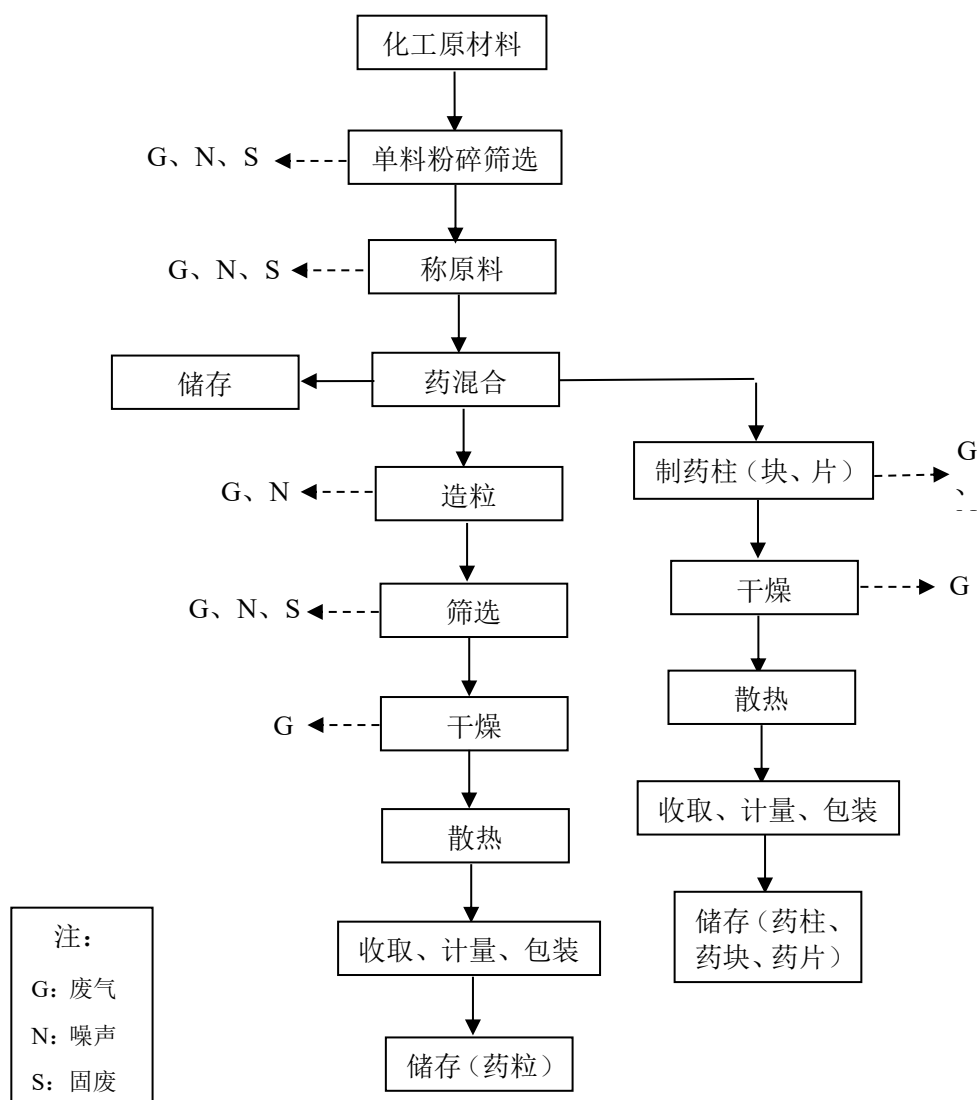 化工原材料
G、N、S
单料粉碎筛选
G、N、S
称原料
储存
药混合
制药柱（块、片）
G
、
G、N
造粒
干燥
G
G、N、S
筛选
散热
G
干燥
收取、计量、包装
散热
储存（药柱、
药块、药片）
收取、计量、包装
储存（药粒）
注：
G：废气
N：噪声
S：固废